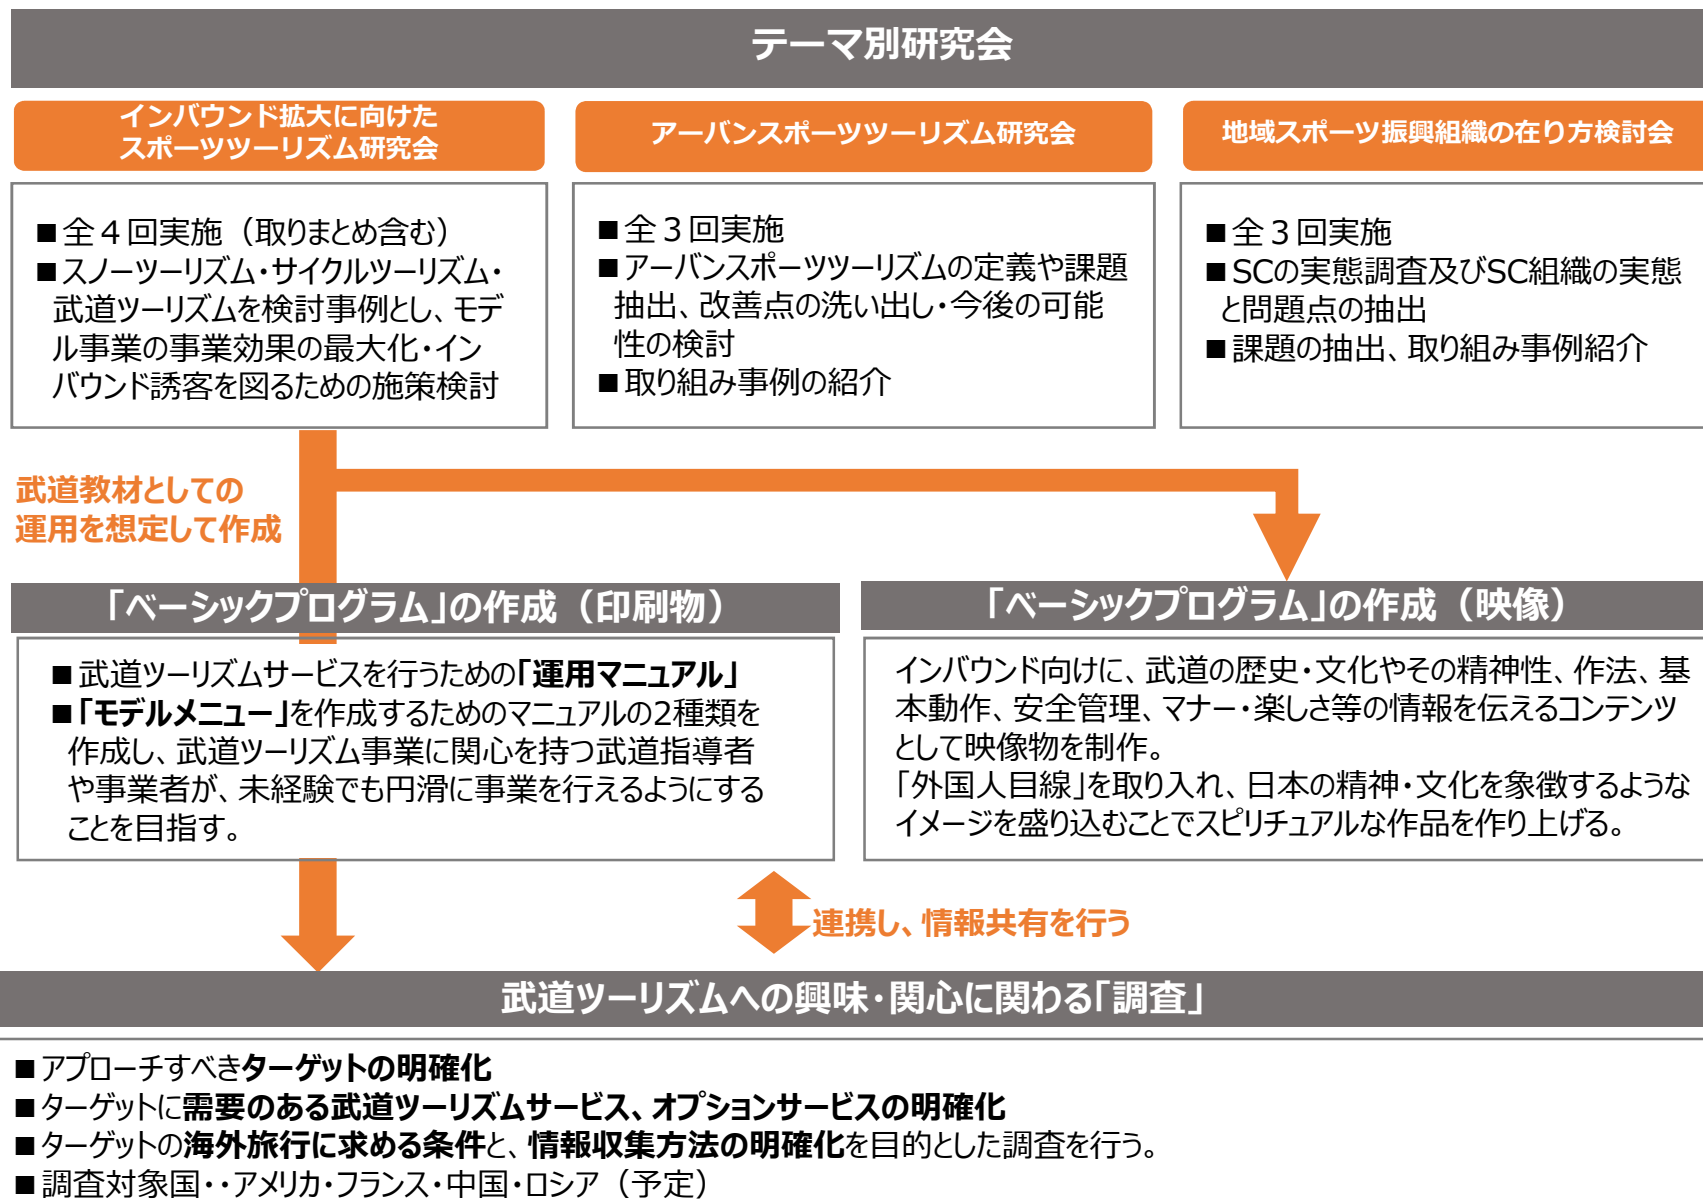 テーマ別研究会
インバウンド拡大に向けた
スポーツツーリズム研究会
■全４回実施（取りまとめ含む）
■スノーツーリズム・サイクルツーリズム・
武道ツーリズムを検討事例とし、モデ
ル事業の事業効果の最大化・イン
バウンド誘客を図るための施策検討
アーバンスポーツツーリズム研究会
■全３回実施
■アーバンスポーツツーリズムの定義や課題
抽出、改善点の洗い出し・今後の可能
性の検討
■取り組み事例の紹介
地域スポーツ振興組織の在り方検討会
■全３回実施
■SCの実態調査及びSC組織の実態
と問題点の抽出
■課題の抽出、取り組み事例紹介
武道教材としての
運用を想定して作成
「ベーシックプログラム」の作成（印刷物）
■武道ツーリズムサービスを行うための「運用マニュアル」
■「モデルメニュー」を作成するためのマニュアルの2種類を
作成し、武道ツーリズム事業に関心を持つ武道指導者
や事業者が、未経験でも円滑に事業を行えるようにする
ことを目指す。
「ベーシックプログラム」の作成（映像）
インバウンド向けに、武道の歴史・文化やその精神性、作法、基
本動作、安全管理、マナー・楽しさ等の情報を伝えるコンテンツ
として映像物を制作。
「外国人目線」を取り入れ、日本の精神・文化を象徴するような
イメージを盛り込むことでスピリチュアルな作品を作り上げる。
連携し、情報共有を行う
武道ツーリズムへの興味・関心に関わる「調査」
■アプローチすべきターゲットの明確化
■ターゲットに需要のある武道ツーリズムサービス、オプションサービスの明確化
■ターゲットの海外旅行に求める条件と、情報収集方法の明確化を目的とした調査を行う。
■調査対象国・・アメリカ・フランス・中国・ロシア（予定）